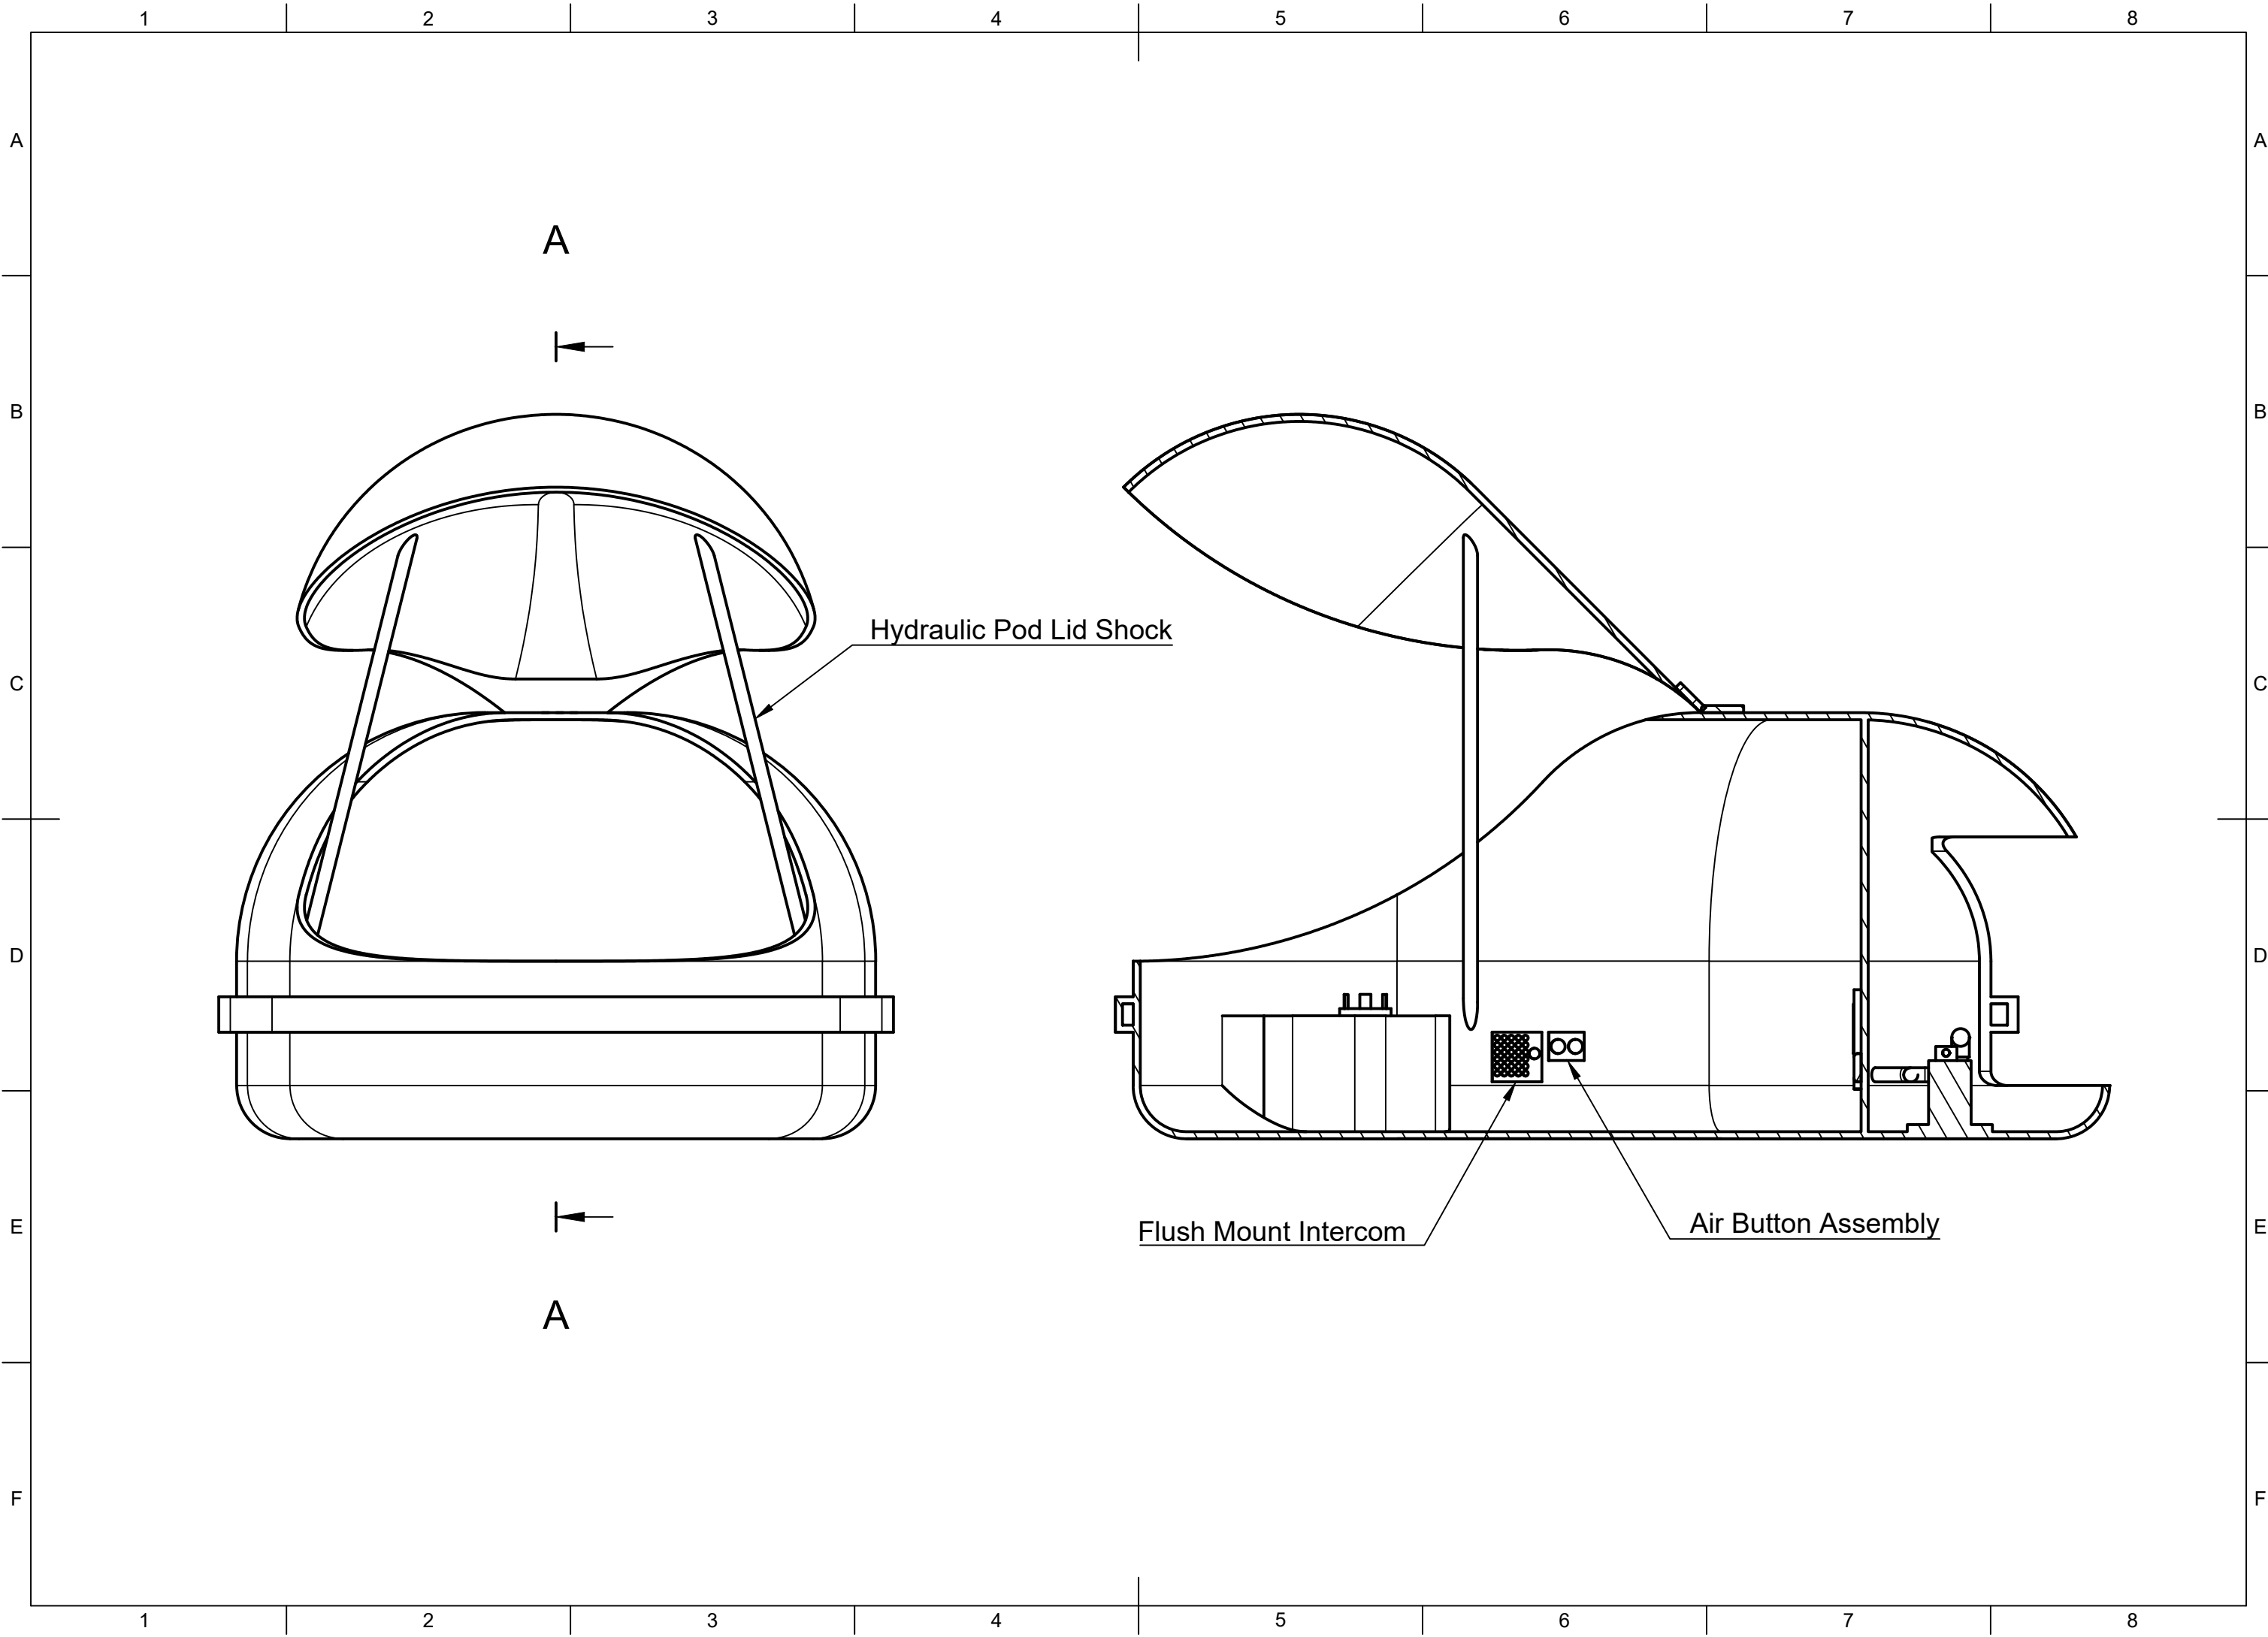 1 2 3 4 5 6 7 8
A A
A
B B
Hydraulic Pod Lid Shock
C C
D D
Flush Mount Intercom
Air Button Assembly
E E
A
F F
1 2 3 4 5 6 7 8